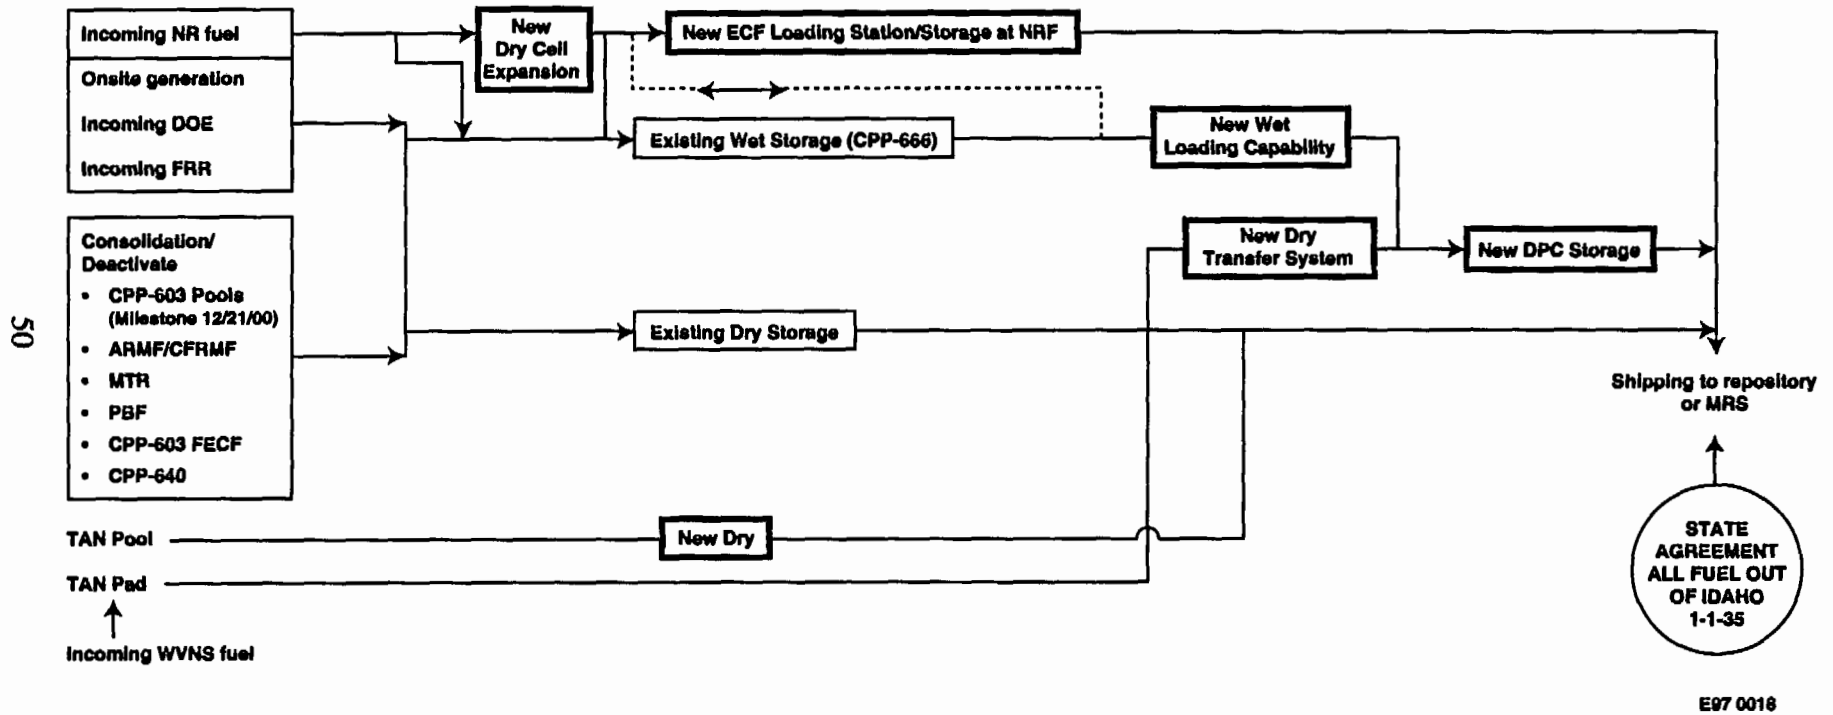 Incoming NR fuel
Onsite generation
Incoming DOE
Incoming FRR
New
Dry Cell
Expansion
New ECF Loading Station/Storage at NRF
Existing Wet Storage (CPP-666)
New Wet
Loading Capability
Consolidation/
Deactivate
• CPP-603 Pools
(Milestone 12/21/00)
• ARMF/CFRMF
• MTR
• PBF
• CPP-603 FECF
• CPP-640
New Dry
Transfer System
New DPC Storage
Existing Dry Storage
Shipping to repository
or MRS
TAN Pool
New Dry
TAN Pad
Incoming WVNS fuel
STATE
AGREEMENT
ALL FUEL OUT
OF IDAHO
1-1-35
E97 0018
50